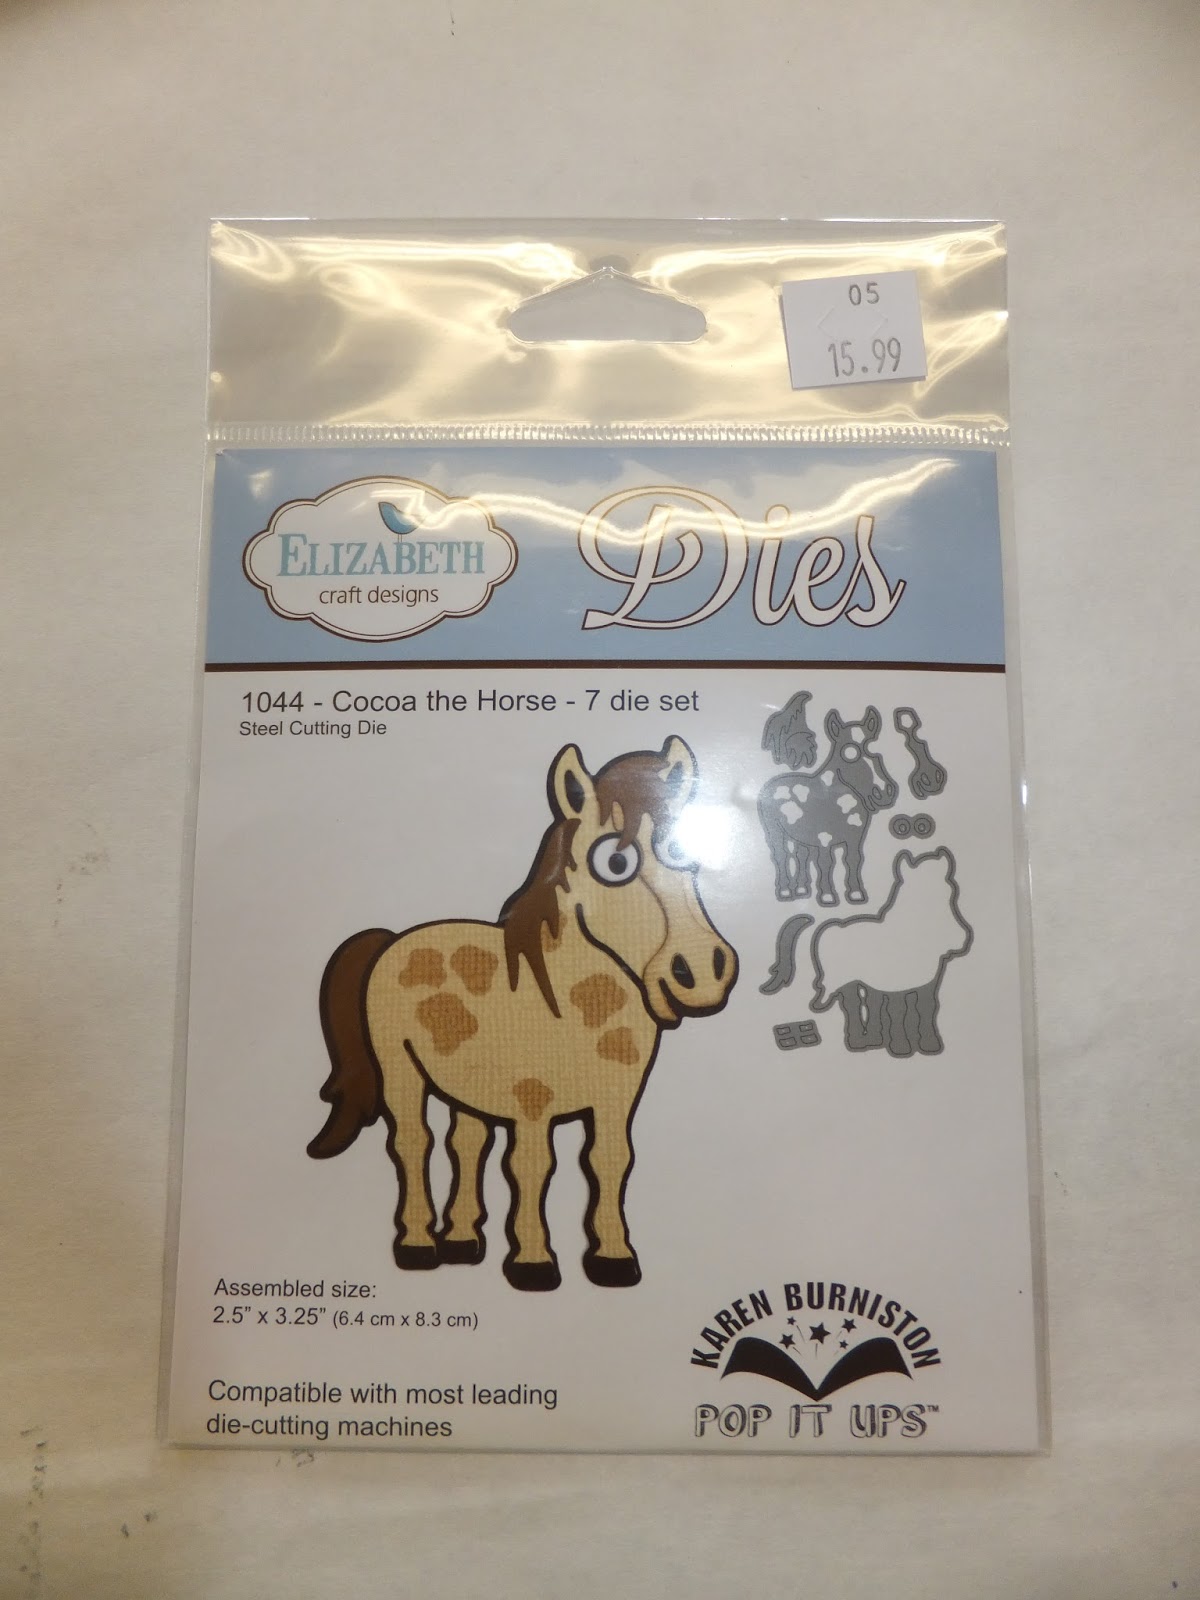 05
15.99
ELIZABETH
craft designs
Dies
1044 - Cocoa the Horse - 7 die set
Steel Cutting Die
Assembled size:
2.5" x 3.25" (6.4 cm x 8.3 cm)
Compatible with most leading
die-cutting machines
KAREN BURNISTON
POP IT UPS™